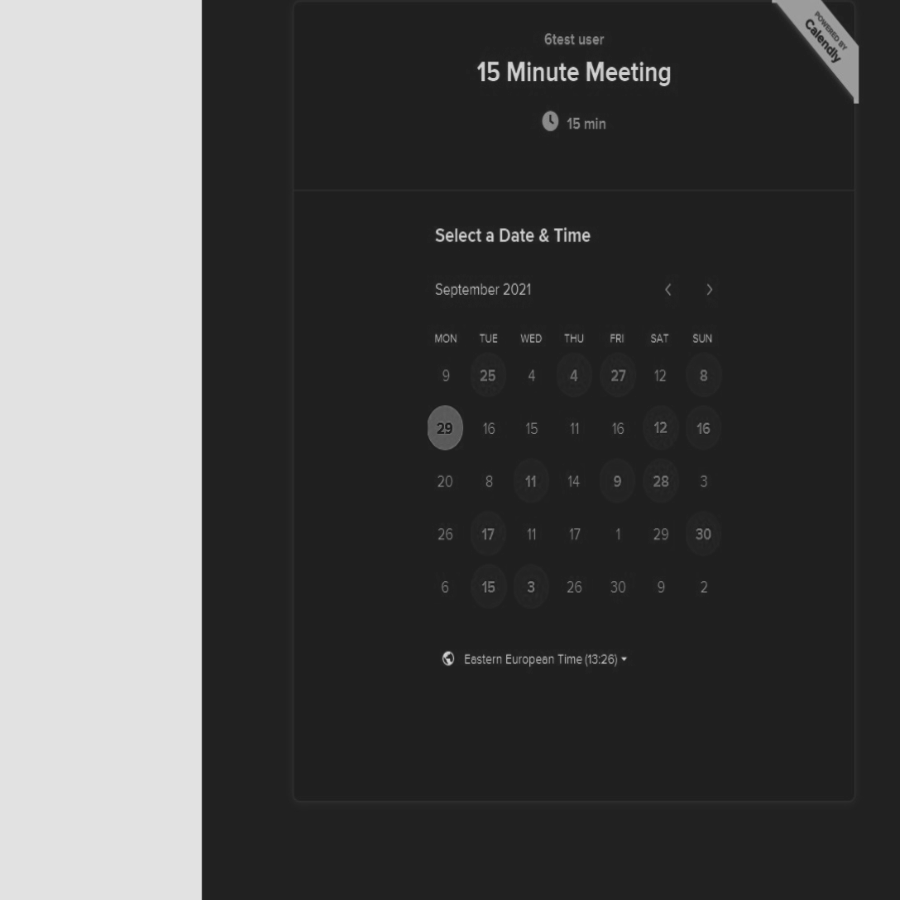 POWERED BY
Calendly
6test user
15 Minute Meeting
15 min
Select a Date & Time
September 2021
MON TUE WED THU FRI SAT SUN
9 25 4 4 27 12 8
29 16 15 11 16 12 16
20 8 11 14 9 28 3
26 17 11 17 1 29 30
6 15 3 26 30 9 2
Eastern European Time (13:26)